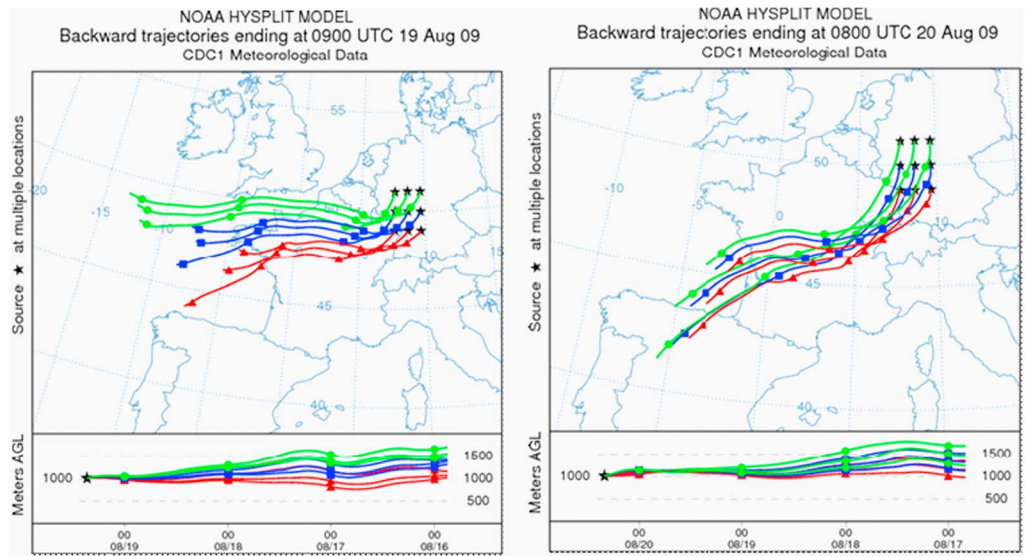 NOAA HYSPLIT MODEL
Backward trajectories ending at 0900 UTC 19 Aug 09
CDC1 Meteorological Data
Source ★ at multiple locations
55
-20
-15
15
45
40
Meters AGL
1000
1500
1000
500
00 00 00 00
08/19 08/18 08/17 08/16
NOAA HYSPLIT MODEL
Backward trajectories ending at 0800 UTC 20 Aug 09
CDC1 Meteorological Data
Source ★ at multiple locations
50
-10
-5
0
10
45
40
Meters AGL
1000
1500
1000
500
00 00 00 00
08/20 08/19 08/18 08/17